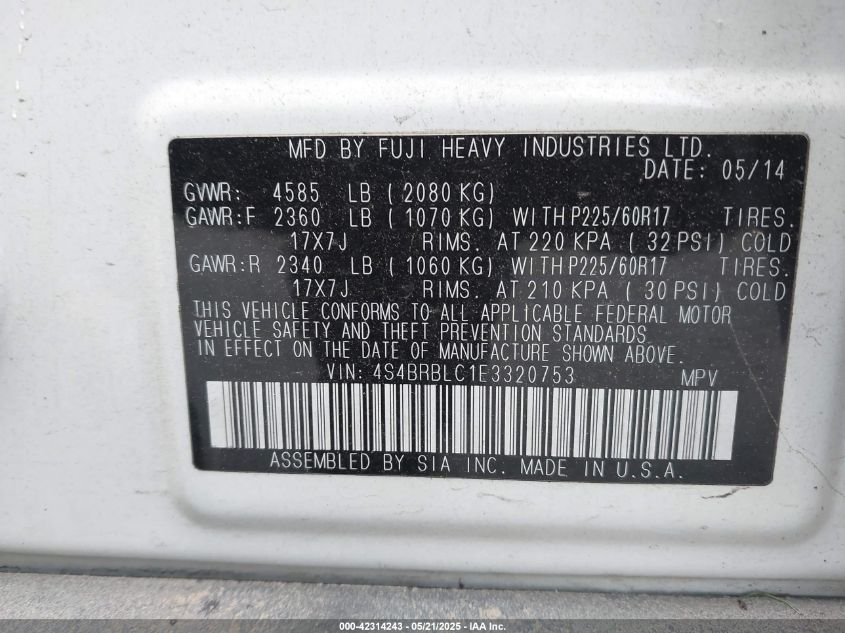 MFD BY FUJI HEAVY INDUSTRIES LTD.
DATE: 05/14
GVWR: 4585 LB ( 2080 KG)
GAWR:F 2360 LB ( 1070 KG) WITH P225/60R17 TIRES.
17X7J RIMS. AT 220 KPA ( 32 PSI) COLD
GAWR:R 2340 LB ( 1060 KG) WITH P225/60R17 TIRES.
17X7J RIMS. AT 210 KPA ( 30 PSI) COLD
THIS VEHICLE CONFORMS TO ALL APPLICABLE FEDERAL MOTOR
VEHICLE SAFETY AND THEFT PREVENTION STANDARDS
IN EFFECT ON THE DATE OF MANUFACTURE SHOWN ABOVE.
VIN: 4S4BRBLC1E3320753 MPV
ASSEMBLED BY SIA INC. MADE IN U.S.A.
000-42314243 - 05/21/2025 - IAA Inc.